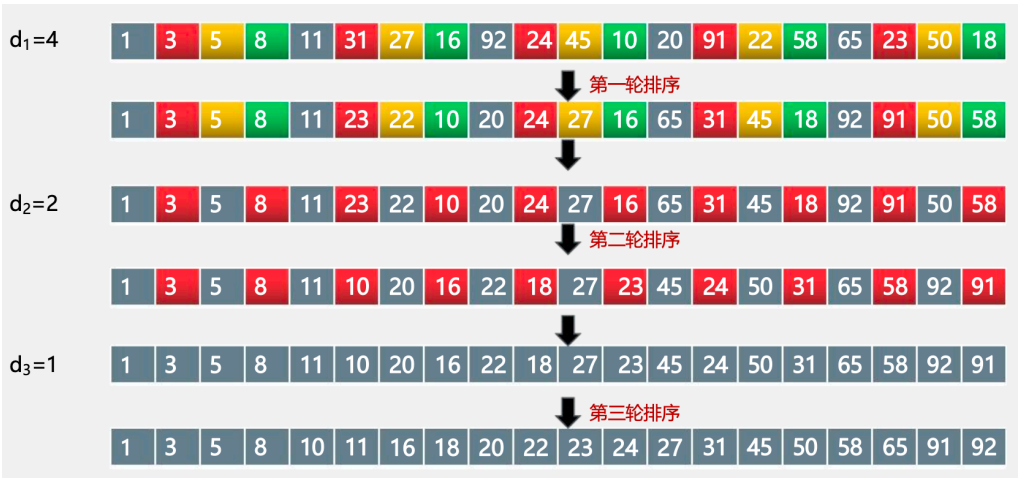 d₁=4 1 3 5 8 11 31 27 16 92 24 45 10 20 91 22 58 65 23 50 18
第一轮排序
1 3 5 8 11 23 22 10 20 24 27 16 65 31 45 18 92 91 50 58
d₂=2 1 3 5 8 11 23 22 10 20 24 27 16 65 31 45 18 92 91 50 58
第二轮排序
1 3 5 8 11 10 20 16 22 18 27 23 45 24 50 31 65 58 92 91
d₃=1 1 3 5 8 11 10 20 16 22 18 27 23 45 24 50 31 65 58 92 91
第三轮排序
1 3 5 8 10 11 16 18 20 22 23 24 27 31 45 50 58 65 91 92